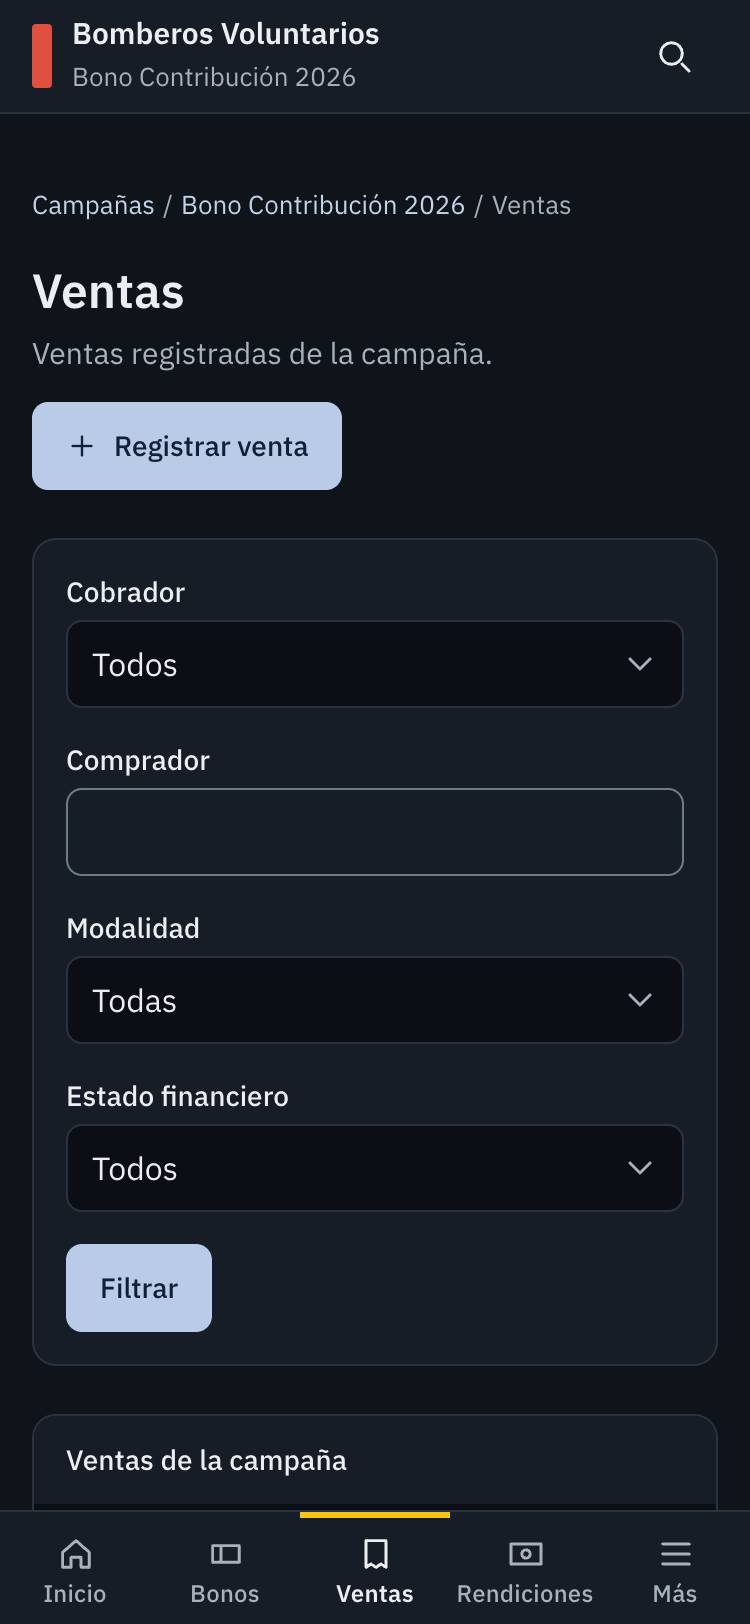 Bomberos Voluntarios
Bono Contribución 2026
Campañas / Bono Contribución 2026 / Ventas
Ventas
Ventas registradas de la campaña.
+ Registrar venta
Cobrador
Todos
Comprador
Modalidad
Todas
Estado financiero
Todos
Filtrar
Ventas de la campaña
Inicio
Bonos
Ventas
Rendiciones
Más